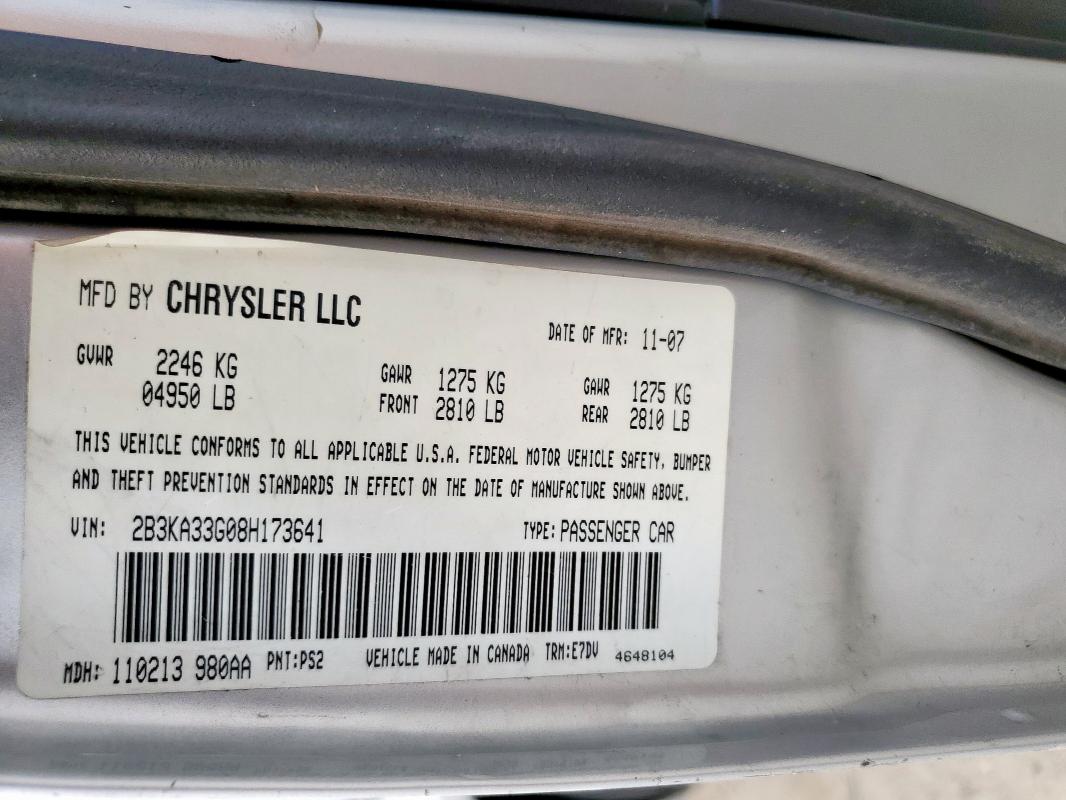 MFD BY CHRYSLER LLC
DATE OF MFR: 11-07
GVWR 2246 KG GAWR 1275 KG GAWR 1275 KG
04950 LB FRONT 2810 LB REAR 2810 LB
THIS VEHICLE CONFORMS TO ALL APPLICABLE U.S.A. FEDERAL MOTOR VEHICLE SAFETY, BUMPER
AND THEFT PREVENTION STANDARDS IN EFFECT ON THE DATE OF MANUFACTURE SHOWN ABOVE.
VIN: 2B3KA33G08H173641 TYPE: PASSENGER CAR
MDH: 110213 980AA PNT:PS2 VEHICLE MADE IN CANADA TRM:E7DV 4648104